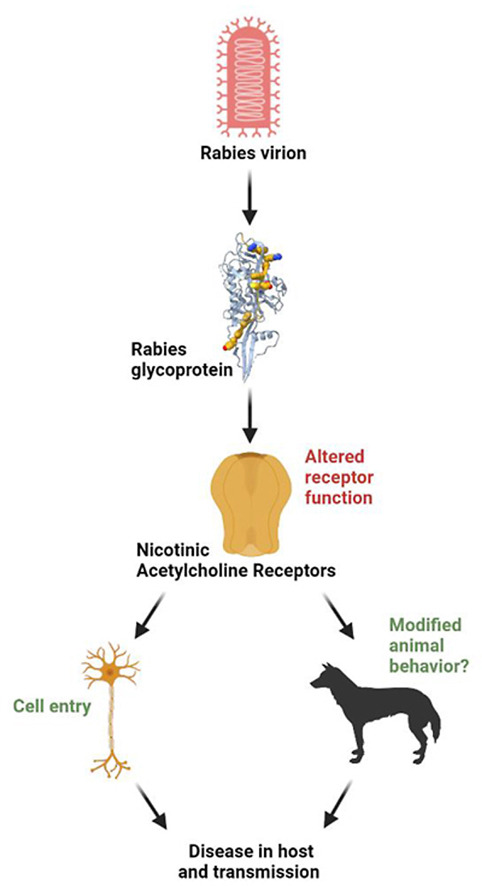 Rabies virion
Rabies
glycoprotein
Altered
receptor
function
Nicotinic
Acetylcholine Receptors
Modified
animal
behavior?
Cell entry
Disease in host
and transmission